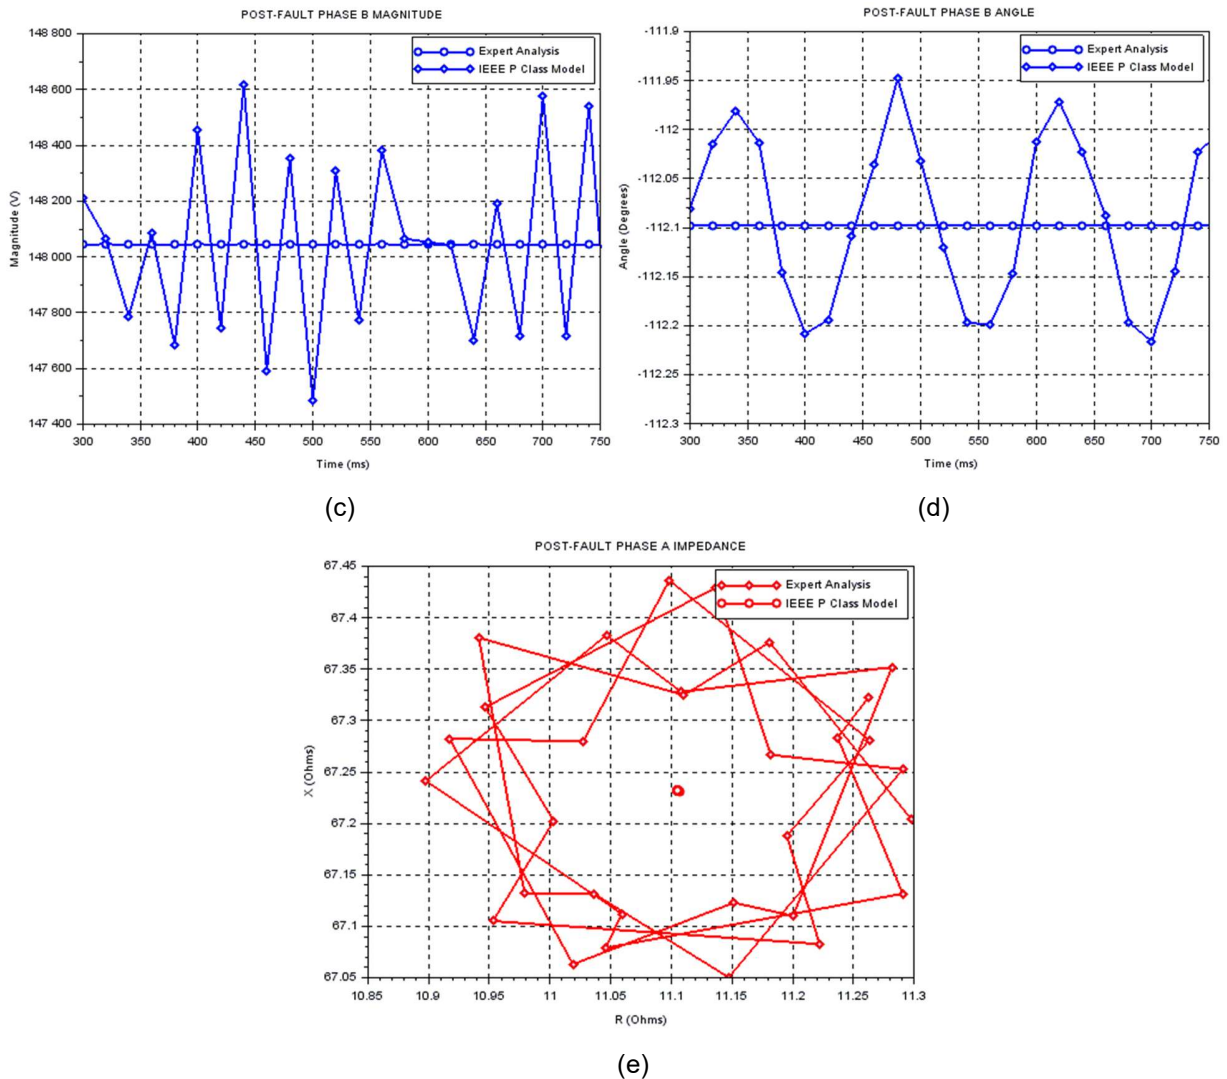 POST-FAULT PHASE B MAGNITUDE
148 800
148 600
148 400
148 200
148 000
147 800
147 600
147 400
Magnitude (V)
Expert Analysis
IEEE P Class Model
300 350 400 450 500 550 600 650 700 750
Time (ms)
(c)
POST-FAULT PHASE B ANGLE
-111.9
-111.95
-112
-112.05
-112.1
-112.15
-112.2
-112.25
-112.3
Angle (Degrees)
Expert Analysis
IEEE P Class Model
300 350 400 450 500 550 600 650 700 750
Time (ms)
(d)
POST-FAULT PHASE A IMPEDANCE
67.45
67.4
67.35
67.3
67.25
67.2
67.15
67.1
67.05
X (Ohms)
Expert Analysis
IEEE P Class Model
10.85 10.9 10.95 11 11.05 11.1 11.15 11.2 11.25 11.3
R (Ohms)
(e)